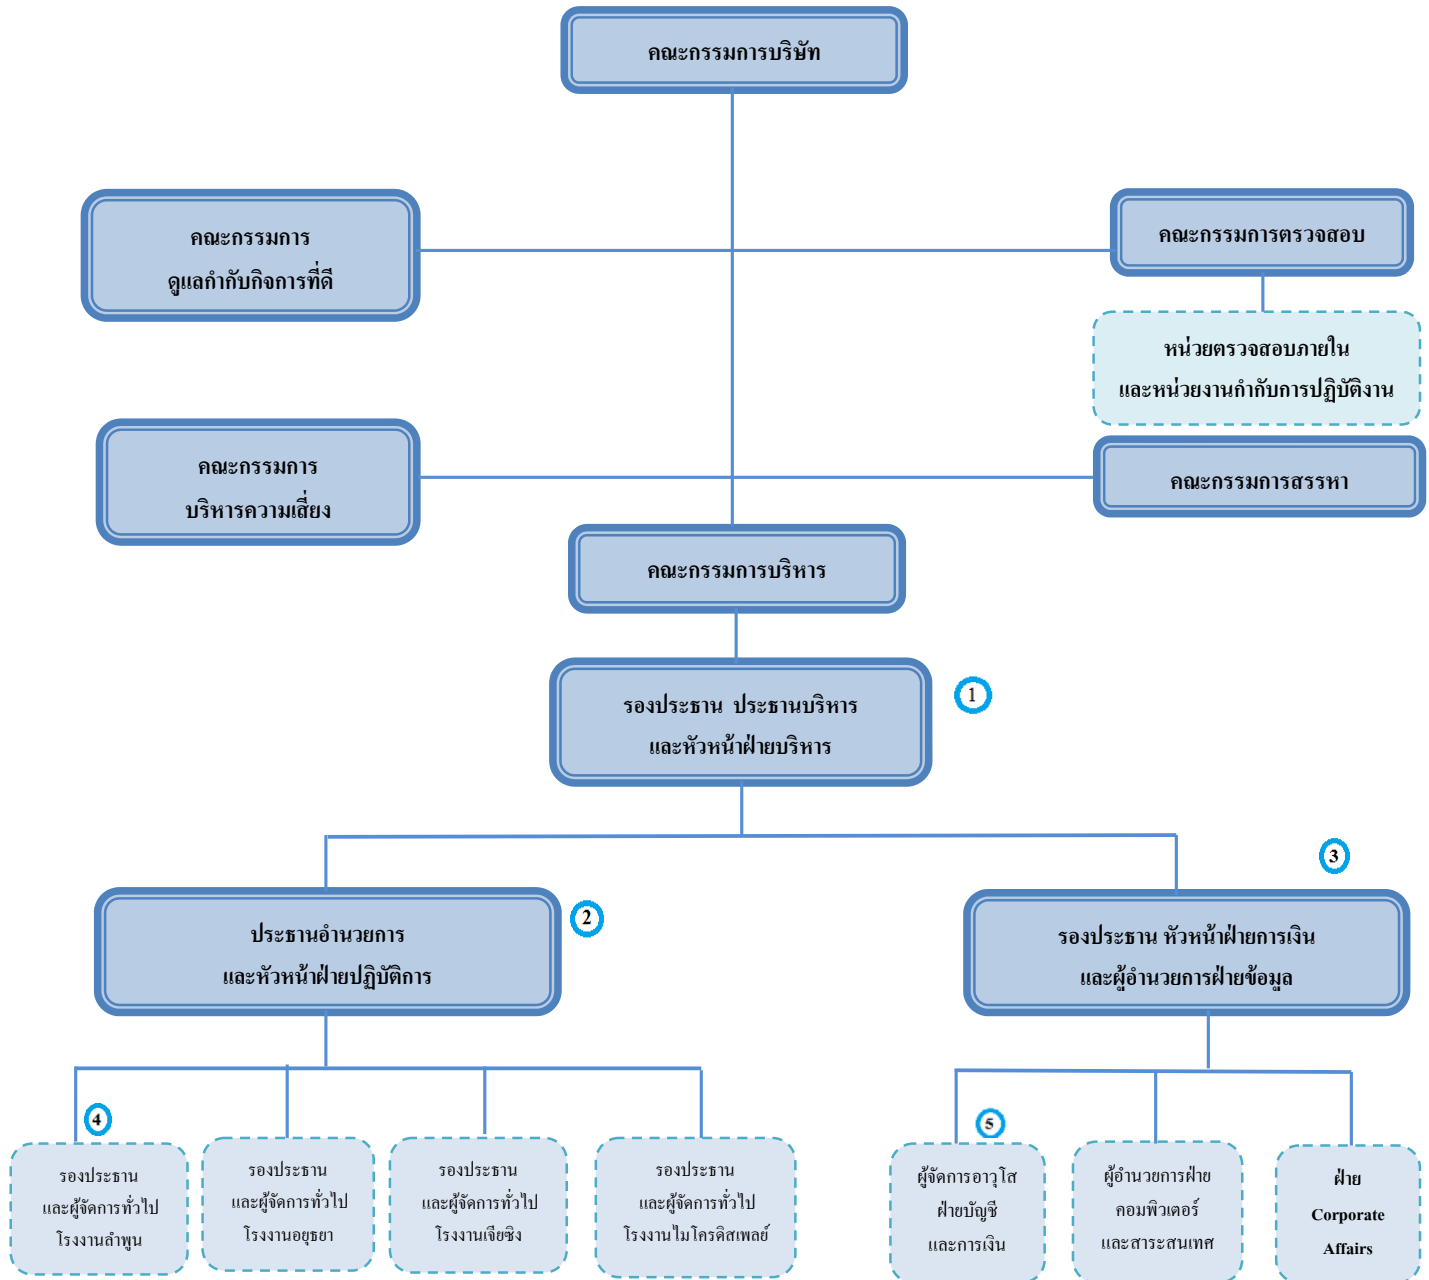 คณะกรรมการบริษัท
คณะกรรมการ
ดูแลกำกับกิจการที่ดี
คณะกรรมการตรวจสอบ
หน่วยตรวจสอบภายใน
และหน่วยงานกำกับการปฏิบัติงาน
คณะกรรมการ
บริหารความเสี่ยง
คณะกรรมการสรรหา
คณะกรรมการบริหาร
รองประธาน ประธานบริหาร
และหัวหน้าฝ่ายบริหาร
1
3
ประธานอำนวยการ
และหัวหน้าฝ่ายปฏิบัติการ
2
รองประธาน หัวหน้าฝ่ายการเงิน
และผู้อำนวยการฝ่ายข้อมูล
4
รองประธาน
และผู้จัดการทั่วไป
โรงงานลำพูน
รองประธาน
และผู้จัดการทั่วไป
โรงงานอยุธยา
รองประธาน
และผู้จัดการทั่วไป
โรงงานเจียซิง
รองประธาน
และผู้จัดการทั่วไป
โรงงานไมโครดิสเพลย์
5
ผู้จัดการอาวุโส
ฝ่ายบัญชี
และการเงิน
ผู้อำนวยการฝ่าย
คอมพิวเตอร์
และสาระสนเทศ
ฝ่าย
Corporate
Affairs